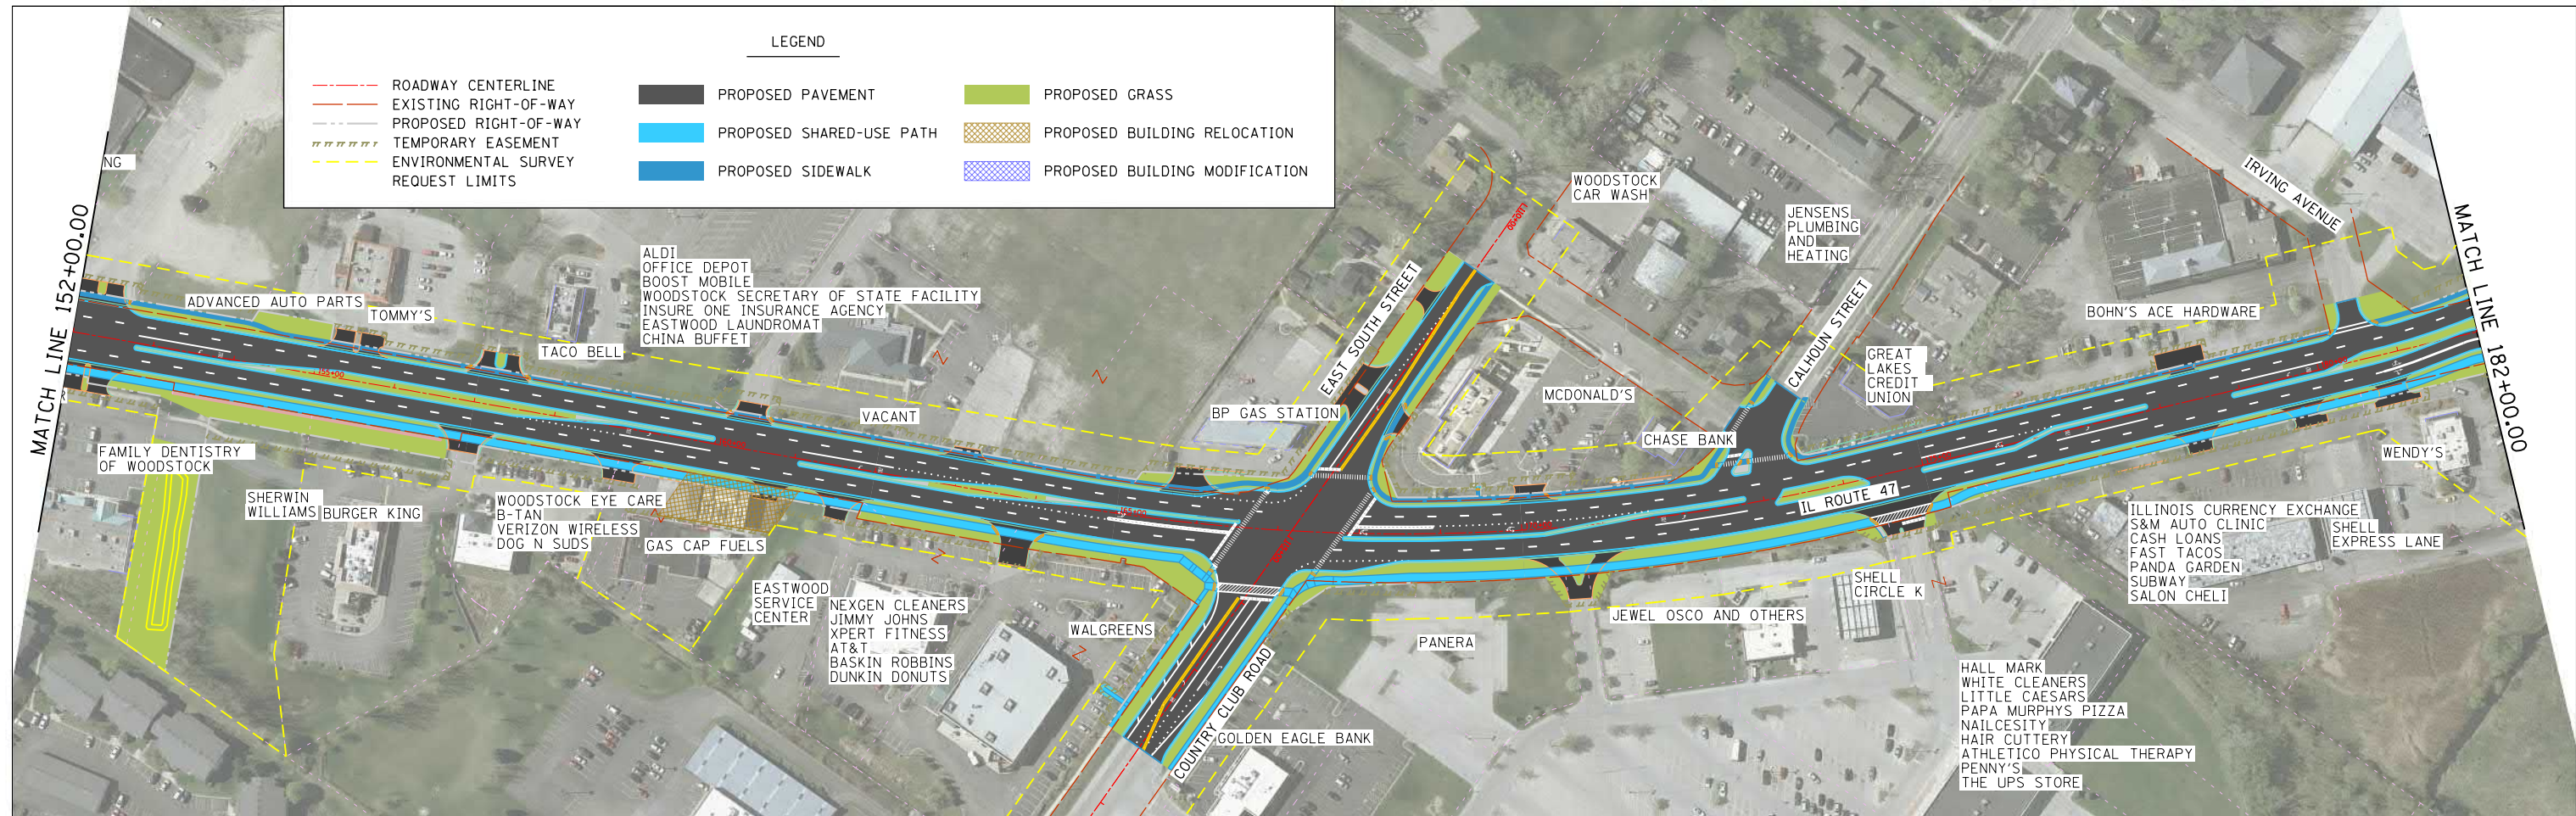 LEGEND
ROADWAY CENTERLINE
EXISTING RIGHT-OF-WAY
PROPOSED RIGHT-OF-WAY
TEMPORARY EASEMENT
ENVIRONMENTAL SURVEY
REQUEST LIMITS
PROPOSED PAVEMENT
PROPOSED SHARED-USE PATH
PROPOSED SIDEWALK
PROPOSED GRASS
PROPOSED BUILDING RELOCATION
PROPOSED BUILDING MODIFICATION
MATCH LINE 152+00.00
NG
ADVANCED AUTO PARTS
TOMMY'S
TACO BELL
ALDI
OFFICE DEPOT
BOOST MOBILE
WOODSTOCK SECRETARY OF STATE FACILITY
INSURE ONE INSURANCE AGENCY
EASTWOOD LAUNDROMAT
CHINA BUFFET
VACANT
BP GAS STATION
EAST SOUTH STREET
WOODSTOCK
CAR WASH
MCDONALD'S
JENSENS
PLUMBING
AND
HEATING
CHASE BANK
CALHOUN STREET
GREAT
LAKES
CREDIT
UNION
BOHN'S ACE HARDWARE
IRVING AVENUE
MATCH LINE 182+00.00
155+00
IL ROUTE 47
FAMILY DENTISTRY
OF WOODSTOCK
SHERWIN
WILLIAMS
BURGER KING
WOODSTOCK EYE CARE
B-TAN
VERIZON WIRELESS
DOG N SUDS
GAS CAP FUELS
EASTWOOD
SERVICE
CENTER
NEXGEN CLEANERS
JIMMY JOHNS
XPERT FITNESS
AT&T
BASKIN ROBBINS
DUNKIN DONUTS
WALGREENS
COUNTRY CLUB ROAD
GOLDEN EAGLE BANK
PANERA
JEWEL OSCO AND OTHERS
SHELL
CIRCLE K
HALL MARK
WHITE CLEANERS
LITTLE CAESARS
PAPA MURPHYS PIZZA
NAILCESITY
HAIR CUTTERY
ATHLETICO PHYSICAL THERAPY
PENNY'S
THE UPS STORE
ILLINOIS CURRENCY EXCHANGE
S&M AUTO CLINIC
CASH LOANS
FAST TACOS
PANDA GARDEN
SUBWAY
SALON CHELI
SHELL
EXPRESS LANE
WENDY'S